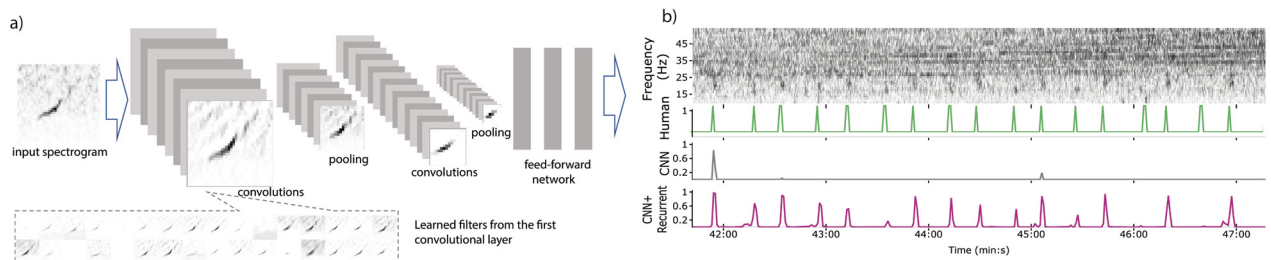 a)
input spectrogram
convolutions
pooling
convolutions
pooling
feed-forward
network
Learned filters from the first
convolutional layer
b)
Frequency
(Hz)
45
35
25
15
Human
1
CNN
1
0.6
0.2
CNN+
Recurrent
1
0.6
0.2
42:00
43:00
44:00
45:00
46:00
47:00
Time (min:s)